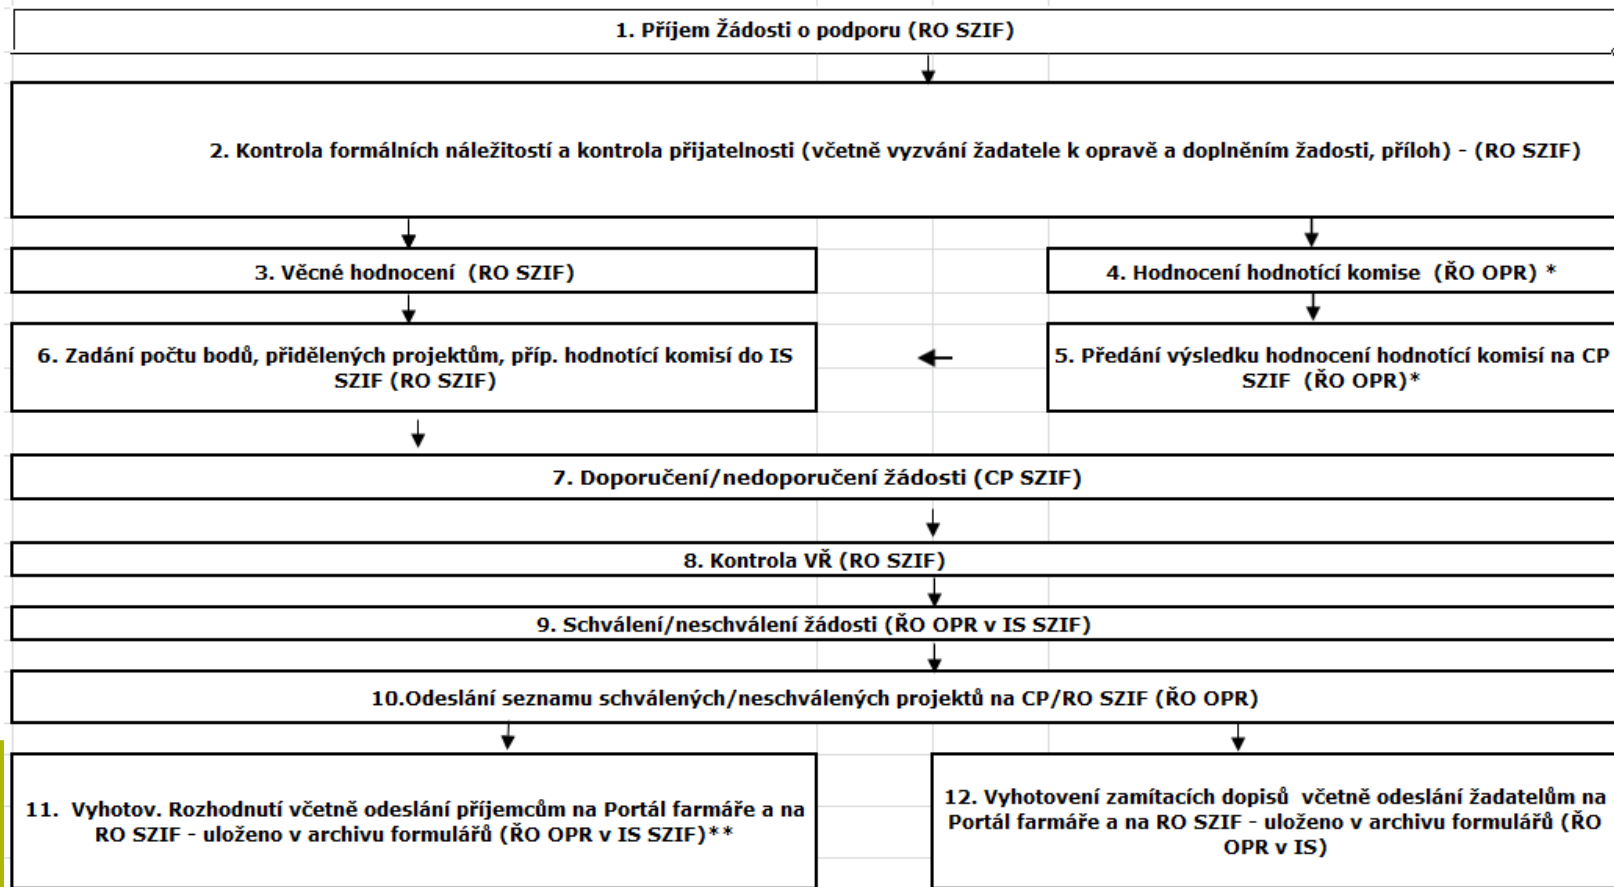 1. Příjem Žádosti o podporu (RO SZIF)
2. Kontrola formálních náležitostí a kontrola přijatelnosti (včetně vyzvání žadatele k opravě a doplněním žádosti, příloh) - (RO SZIF)
3. Věcné hodnocení (RO SZIF)
4. Hodnocení hodnotící komise (ŘO OPR) *
6. Zadání počtu bodů, přidělených projektům, příp. hodnotící komisí do IS
SZIF (RO SZIF)
5. Předání výsledku hodnocení hodnotící komisí na CP
SZIF (ŘO OPR)*
7. Doporučení/nedoporučení žádosti (CP SZIF)
8. Kontrola VŘ (RO SZIF)
9. Schválení/neschválení žádosti (ŘO OPR v IS SZIF)
10.Odeslání seznamu schválených/neschválených projektů na CP/RO SZIF (ŘO OPR)
11. Vyhotov. Rozhodnutí včetně odeslání příjemcům na Portál farmáře a na
RO SZIF - uloženo v archivu formulářů (ŘO OPR v IS SZIF)**
12. Vyhotovení zamítacích dopisů včetně odeslání žadatelům na
Portál farmáře a na RO SZIF - uloženo v archivu formulářů (ŘO
OPR v IS)